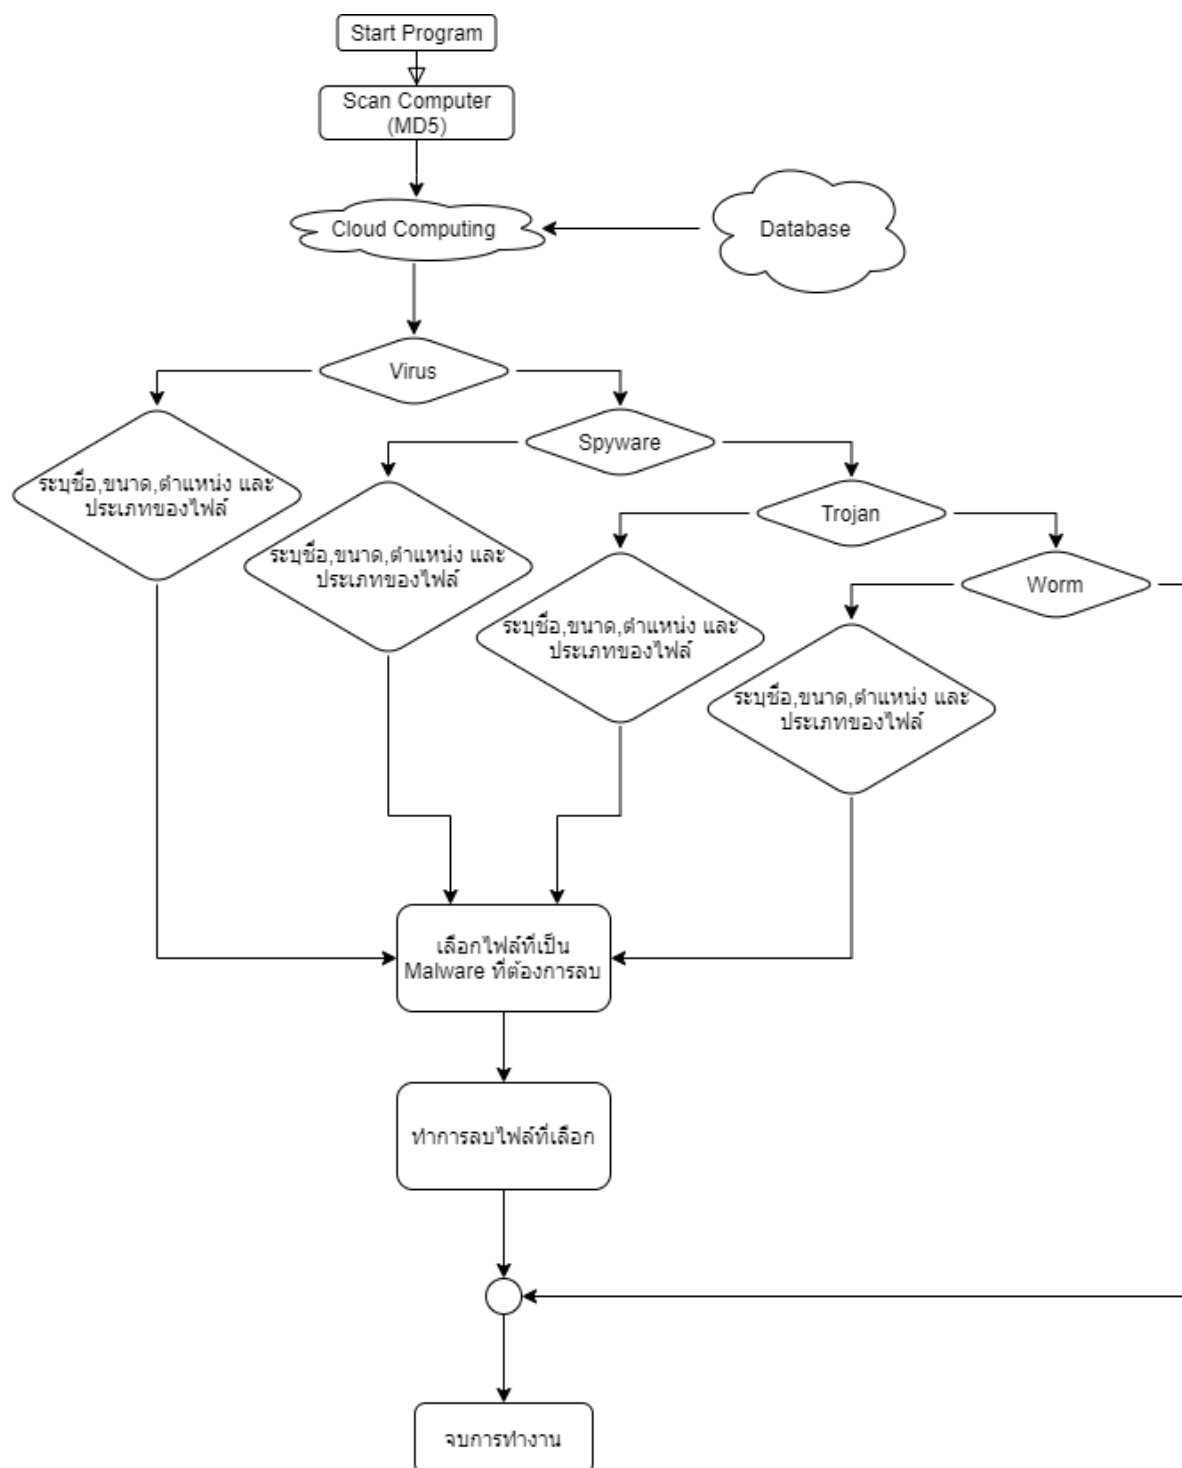 Start Program
Scan Computer
(MD5)
Cloud Computing
Database
Virus
Spyware
ระบุชื่อ,ขนาด,ตำแหน่ง และ
ประเภทของไฟล์
Trojan
ระบุชื่อ,ขนาด,ตำแหน่ง และ
ประเภทของไฟล์
Worm
ระบุชื่อ,ขนาด,ตำแหน่ง และ
ประเภทของไฟล์
ระบุชื่อ,ขนาด,ตำแหน่ง และ
ประเภทของไฟล์
เลือกไฟล์ที่เป็น
Malware ที่ต้องการลบ
ทำการลบไฟล์ที่เลือก
จบการทำงาน